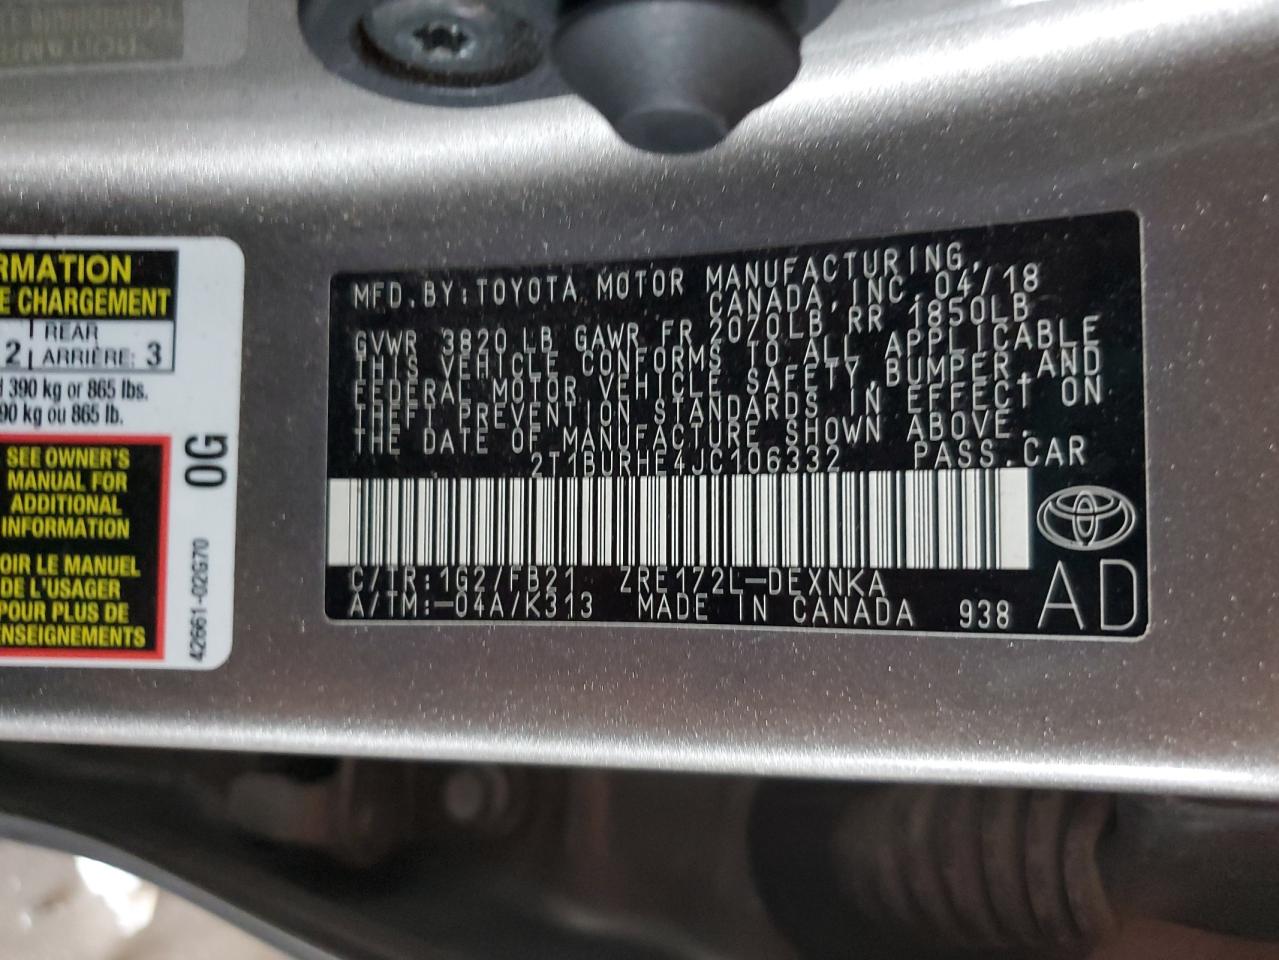 RMATION
E CHARGEMENT
2 REAR
ARRIÈRE: 3
390 kg or 865 lbs.
90 kg ou 865 lb.
SEE OWNER'S
MANUAL FOR
ADDITIONAL
INFORMATION
OIR LE MANUEL
DE L'USAGER
POUR PLUS DE
ENSEIGNEMENTS
0G
42661-02G70
MFD. BY: TOYOTA MOTOR MANUFACTURING,
CANADA, INC. 04/18
GVWR 3820 LB GAWR FR 2070LB RR 1850LB
THIS VEHICLE CONFORMS TO ALL APPLICABLE
FEDERAL MOTOR VEHICLE SAFETY, BUMPER, AND
THEFT PREVENTION STANDARDS IN EFFECT ON
THE DATE OF MANUFACTURE SHOWN ABOVE.
2T1BURHE4JC106332 PASS.CAR
C/TR: 1G2/FB21 ZRE172L-DEXNKA
A/TM:-04A/K313 MADE IN CANADA 938
AD